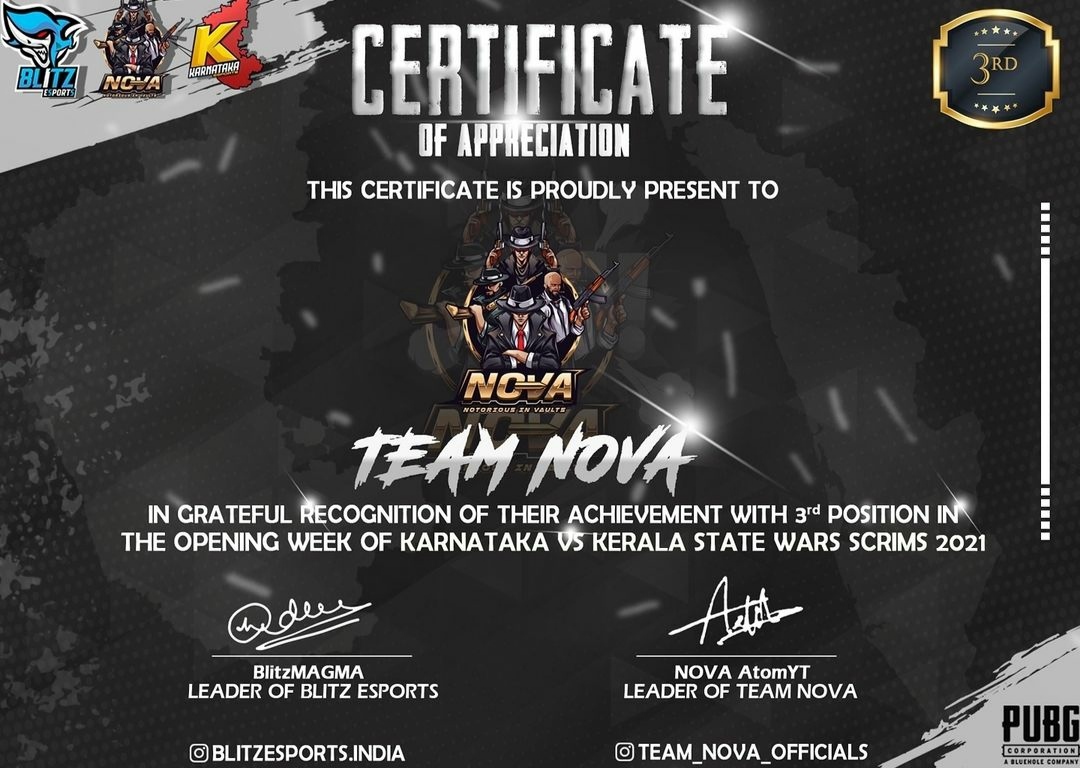 BLITZ
ESPORTS
NOVA
NOTORIOUS IN VAULTS
K
KARNATAKA
CERTIFICATE
OF APPRECIATION
3RD
THIS CERTIFICATE IS PROUDLY PRESENT TO
NOVA
NOTORIOUS IN VAULTS
TEAM NOVA
IN GRATEFUL RECOGNITION OF THEIR ACHIEVEMENT WITH 3rd POSITION IN
THE OPENING WEEK OF KARNATAKA VS KERALA STATE WARS SCRIMS 2021
BlitzMAGMA
LEADER OF BLITZ ESPORTS
NOVA AtomYT
LEADER OF TEAM NOVA
BLITZESPORTS.INDIA
TEAM_NOVA_OFFICIALS
PUBG
CORPORATION
A BLUEHOLE COMPANY